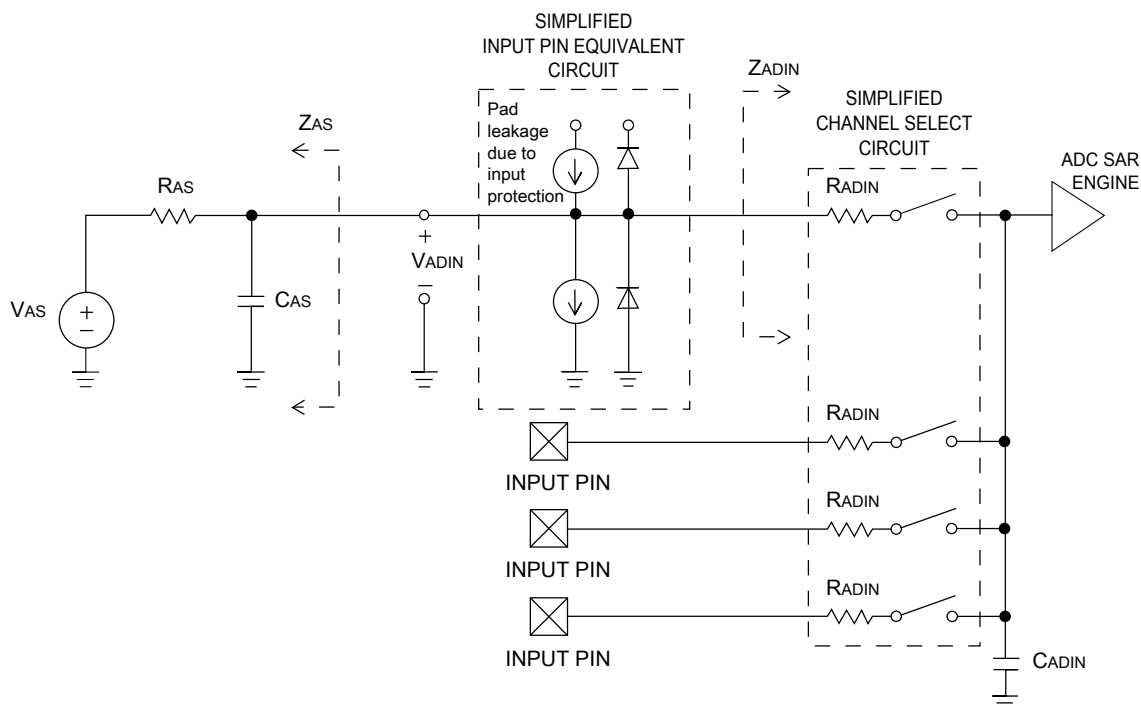 SIMPLIFIED
INPUT PIN EQUIVALENT
CIRCUIT
ZADIN
Pad
leakage
due to
input
protection
SIMPLIFIED
CHANNEL SELECT
CIRCUIT
ZAS
ADC SAR
ENGINE
RAS
RADIN
+
VADIN
−
CAS
VAS
+
−
RADIN
INPUT PIN
RADIN
INPUT PIN
RADIN
INPUT PIN
CADIN